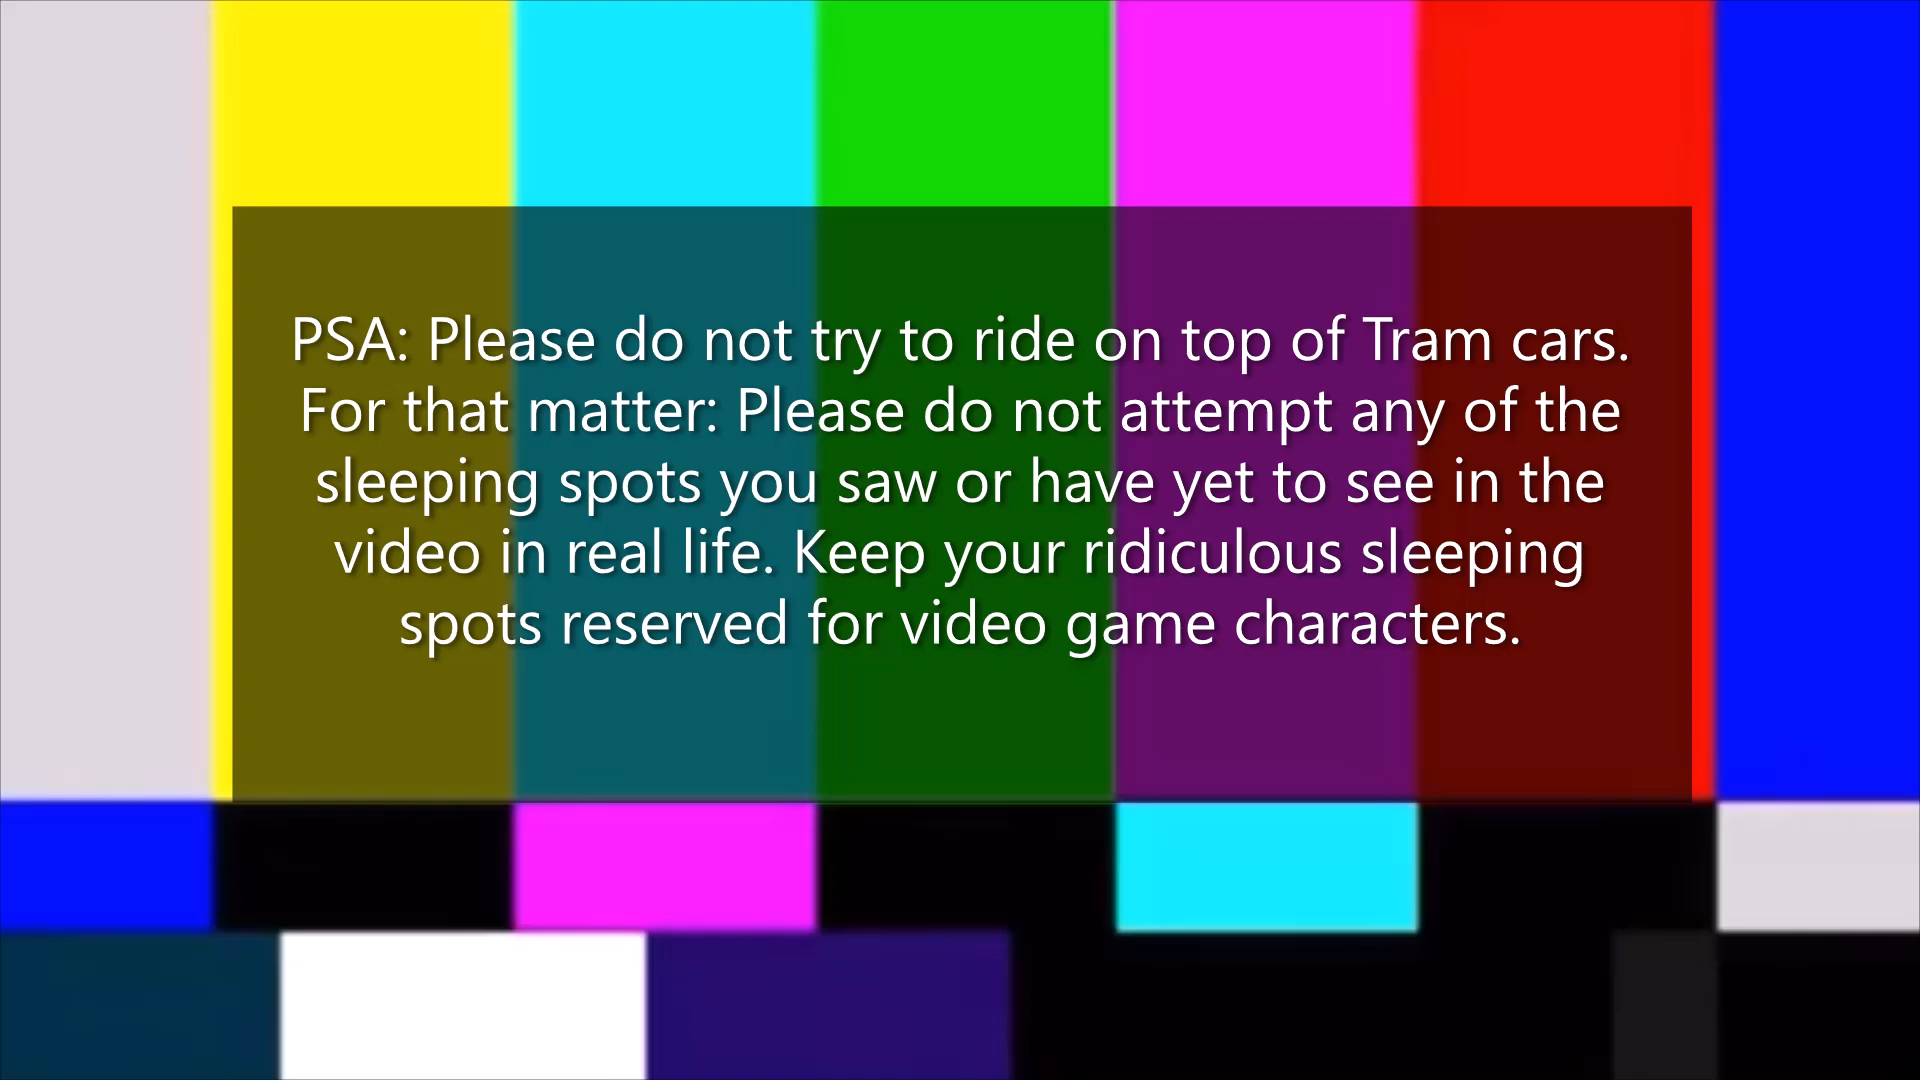 PSA: Please do not try to ride on top of Tram cars.
For that matter: Please do not attempt any of the
sleeping spots you saw or have yet to see in the
video in real life. Keep your ridiculous sleeping
spots reserved for video game characters.